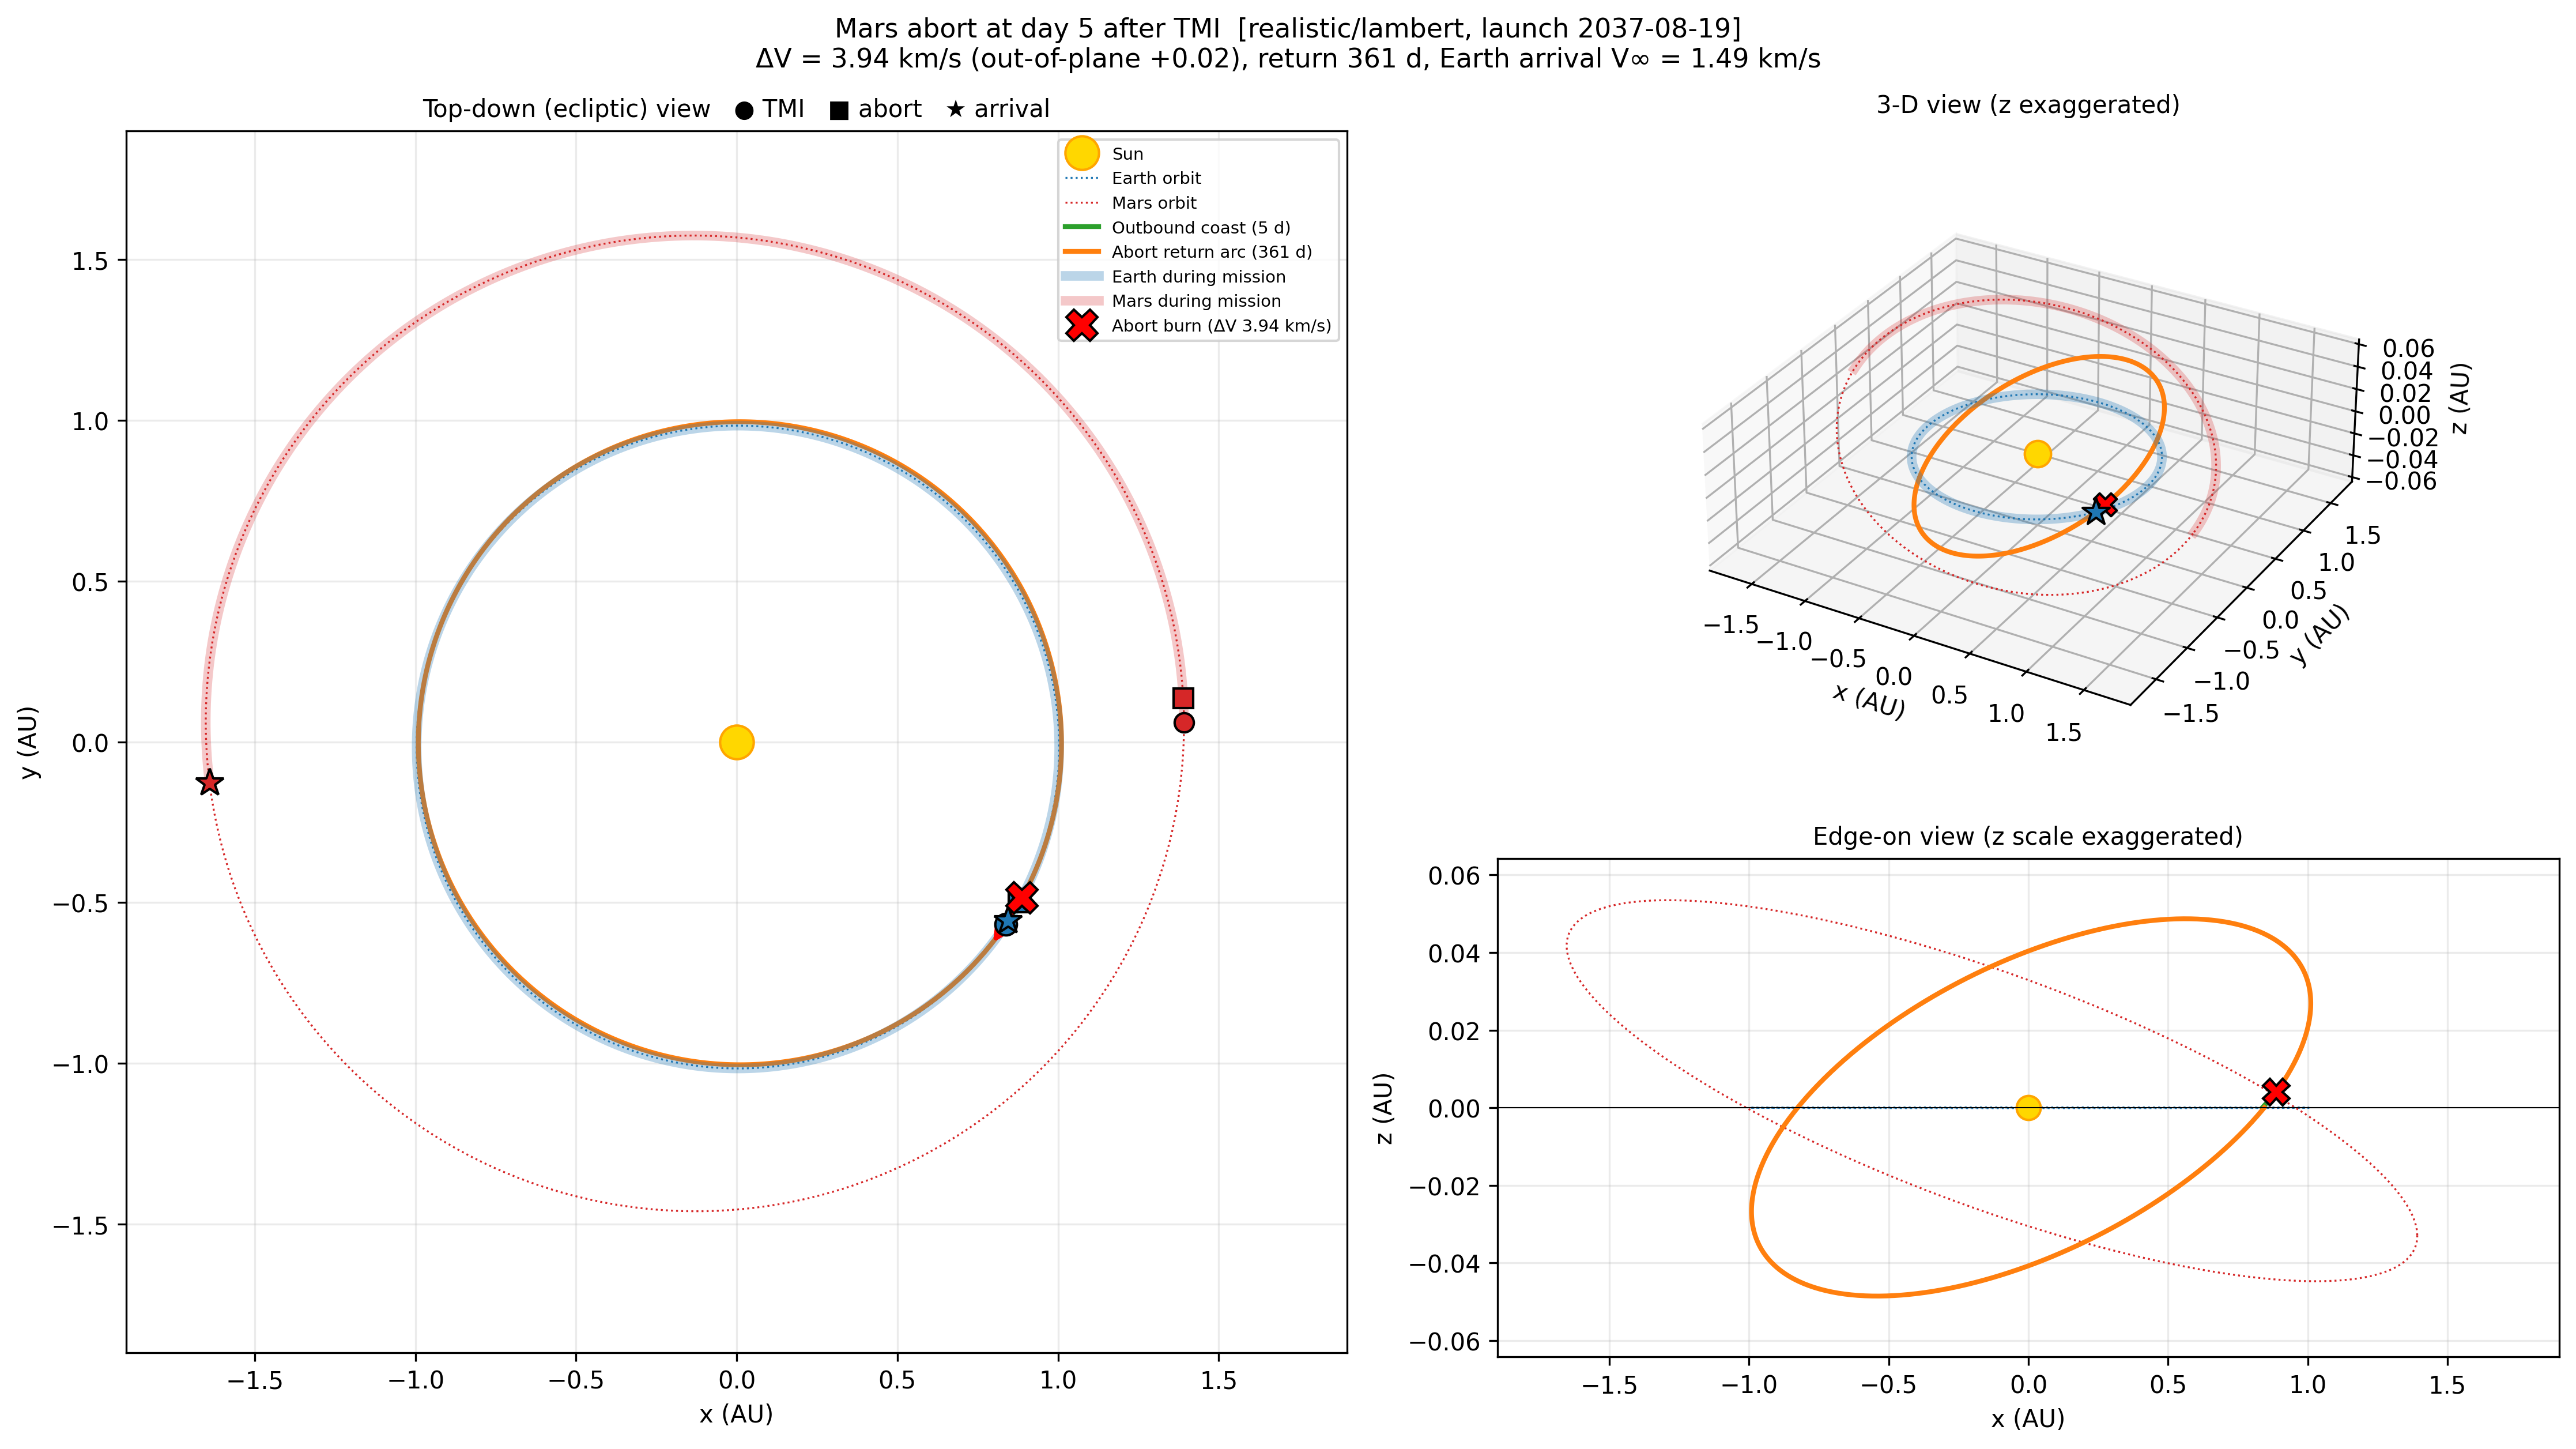 Mars abort at day 5 after TMI [realistic/lambert, launch 2037-08-19]
ΔV = 3.94 km/s (out-of-plane +0.02), return 361 d, Earth arrival V∞ = 1.49 km/s
Top-down (ecliptic) view ● TMI ■ abort ★ arrival
Sun
Earth orbit
Mars orbit
Outbound coast (5 d)
Abort return arc (361 d)
Earth during mission
Mars during mission
Abort burn (ΔV 3.94 km/s)
1.5
1.0
0.5
0.0
−0.5
−1.0
−1.5
y (AU)
−1.5 −1.0 −0.5 0.0 0.5 1.0 1.5
x (AU)
3-D view (z exaggerated)
0.06
0.04
0.02
0.00
−0.02
−0.04
−0.06
z (AU)
1.5
1.0
0.5
0.0
−0.5
−1.0
−1.5
y (AU)
−1.5
−1.0
−0.5
0.0
0.5
1.0
1.5
x (AU)
Edge-on view (z scale exaggerated)
0.06
0.04
0.02
0.00
−0.02
−0.04
−0.06
z (AU)
−1.5 −1.0 −0.5 0.0 0.5 1.0 1.5
x (AU)